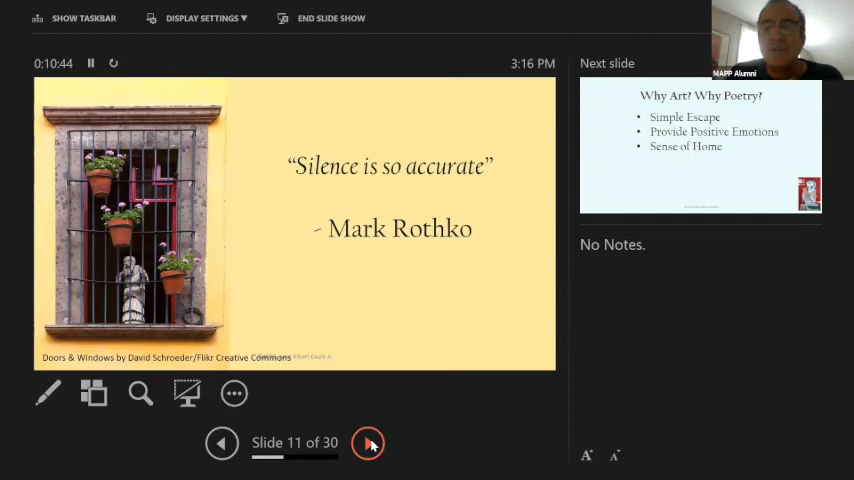 SHOW TASKBAR
DISPLAY SETTINGS ▼
END SLIDE SHOW
0:10:44
3:16 PM
Next slide
MAPP Alumni
“Silence is so accurate”
- Mark Rothko
Doors & Windows by David Schroeder/Flikr Creative Commons
Why Art? Why Poetry?
• Simple Escape
• Provide Positive Emotions
• Sense of Home
No Notes.
Slide 11 of 30
A A